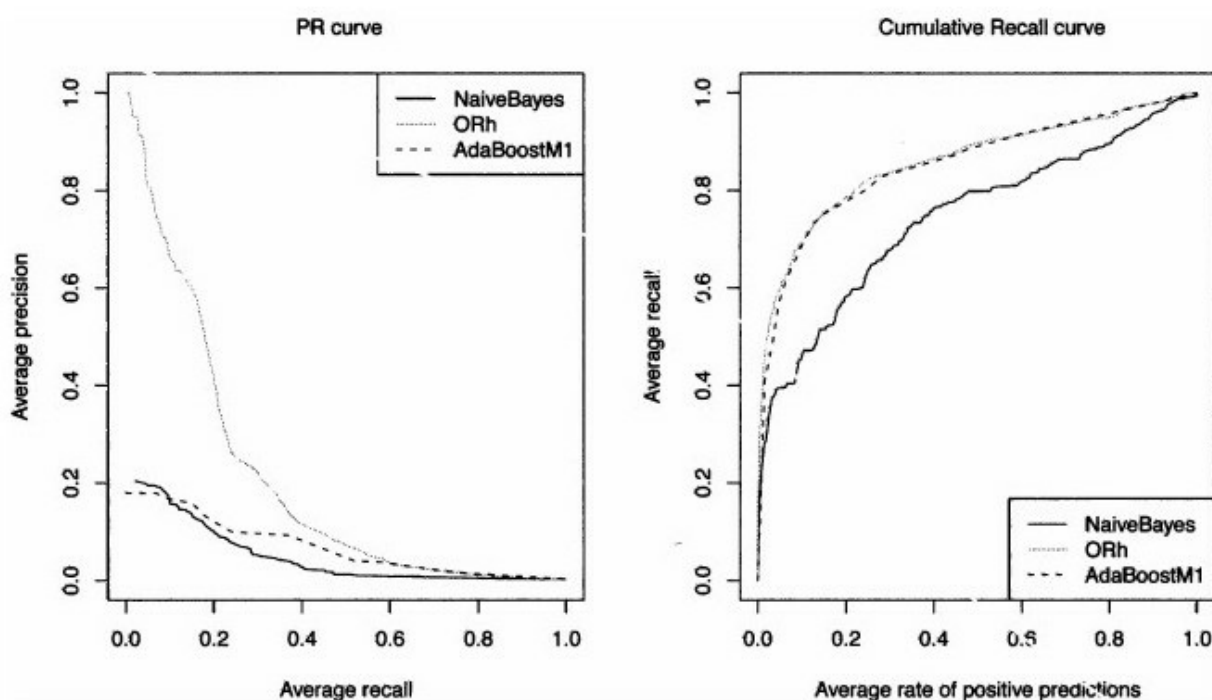 PR curve
NaiveBayes
ORh
AdaBoostM1
1.0
0.8
0.6
0.4
0.2
0.0
Average precision
0.0 0.2 0.4 0.6 0.8 1.0
Average recall
Cumulative Recall curve
1.0
0.8
0.6
0.4
0.2
0.0
Average recall
NaiveBayes
ORh
AdaBoostM1
0.0 0.2 0.4 0.6 0.8 1.0
Average rate of positive predictions